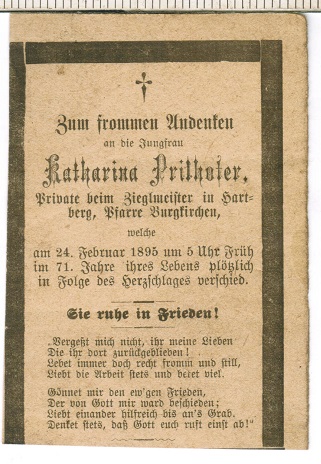 Zum frommen Andenken
an die Jungfrau
Katharina Prilhofer,
Private beim Zieglmeister in Hart-
berg, Pfarre Burgkirchen,
welche
am 24. Februar 1895 um 5 Uhr Früh
im 71. Jahre ihres Lebens plötzlich
in Folge des Herzschlages verschied.
Sie ruhe in Frieden!
„Vergeßt mich nicht, ihr meine Lieben
Die ihr dort zurückgeblieben!
Lebet immer doch recht fromm und still,
Liebt die Arbeit stets und betet viel.
Gönnet mir den ew'gen Frieden,
Der von Gott mir ward beschieden;
Liebt einander hilfreich bis an's Grab.
Denket stets, daß Gott euch ruft einst ab!“